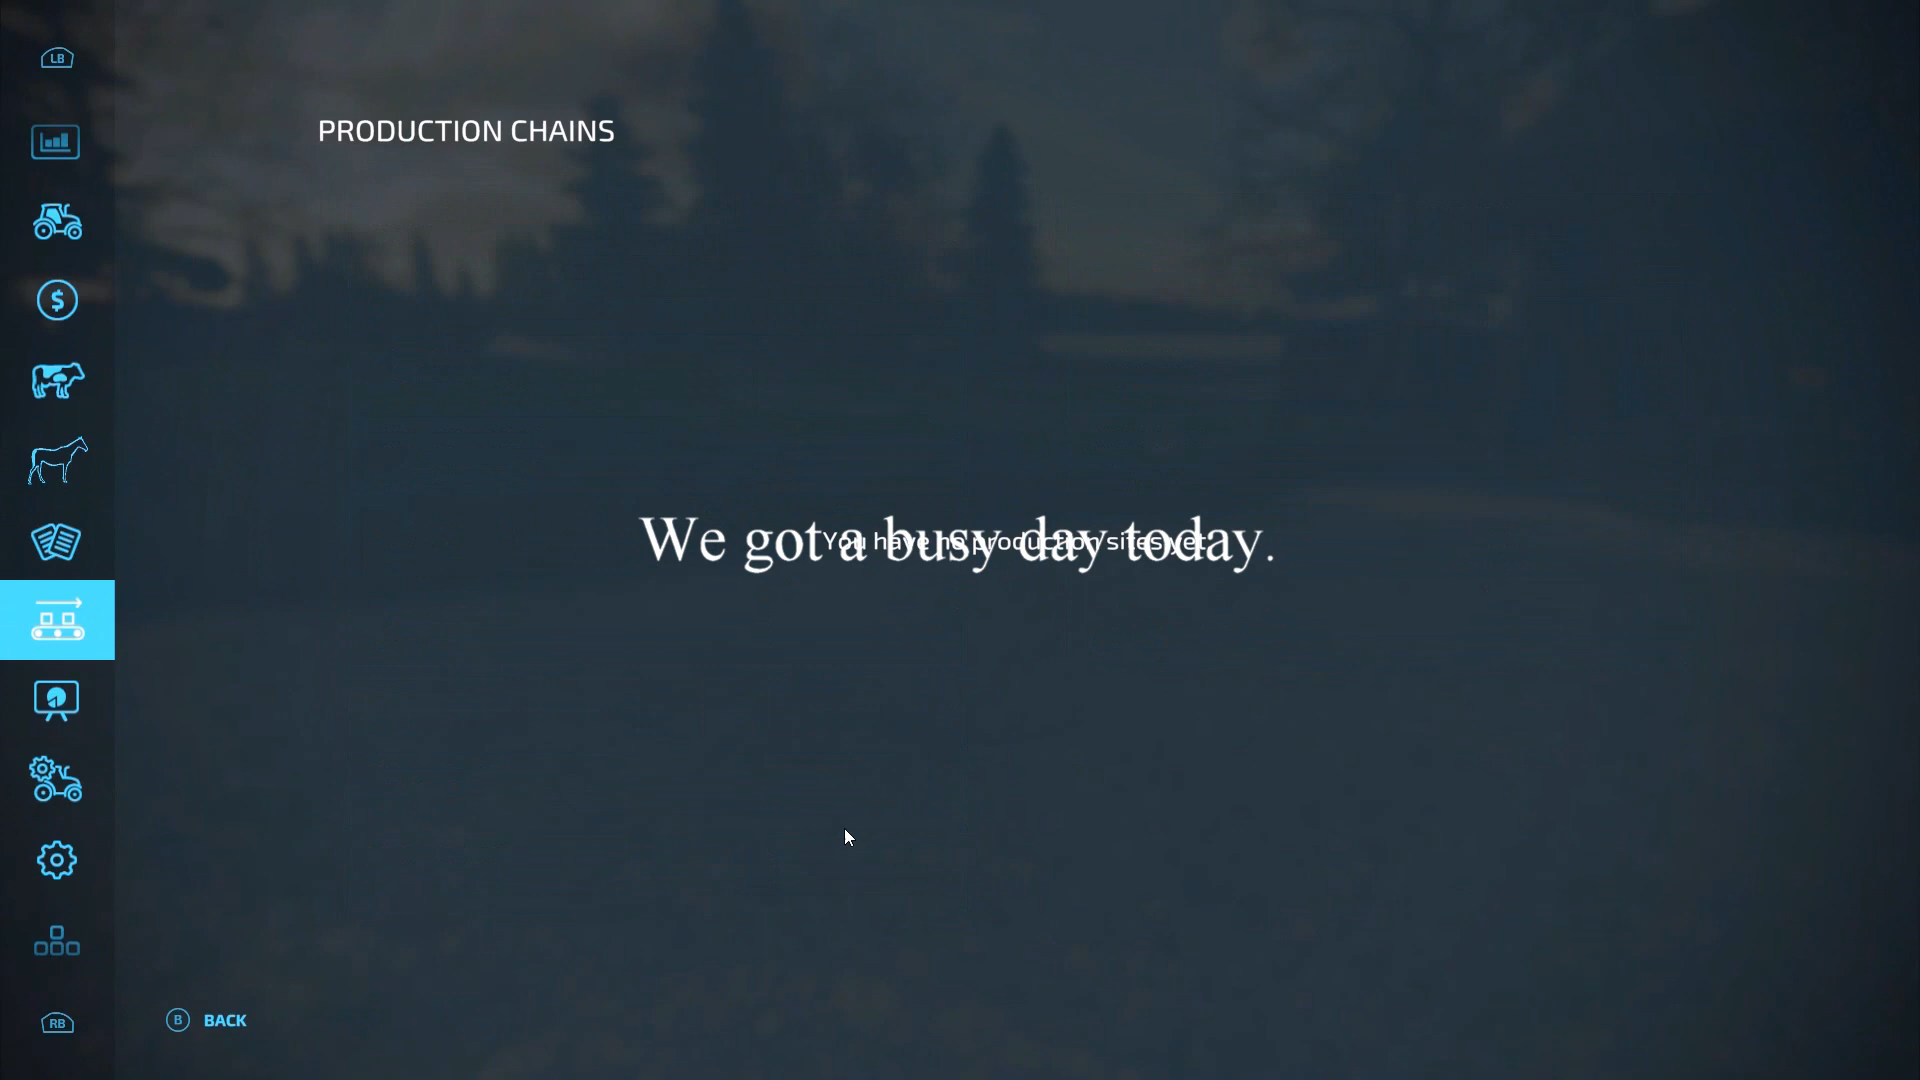 LB
PRODUCTION CHAINS
$
We got a busy day today.
You have no production sites yet.
RB
B BACK